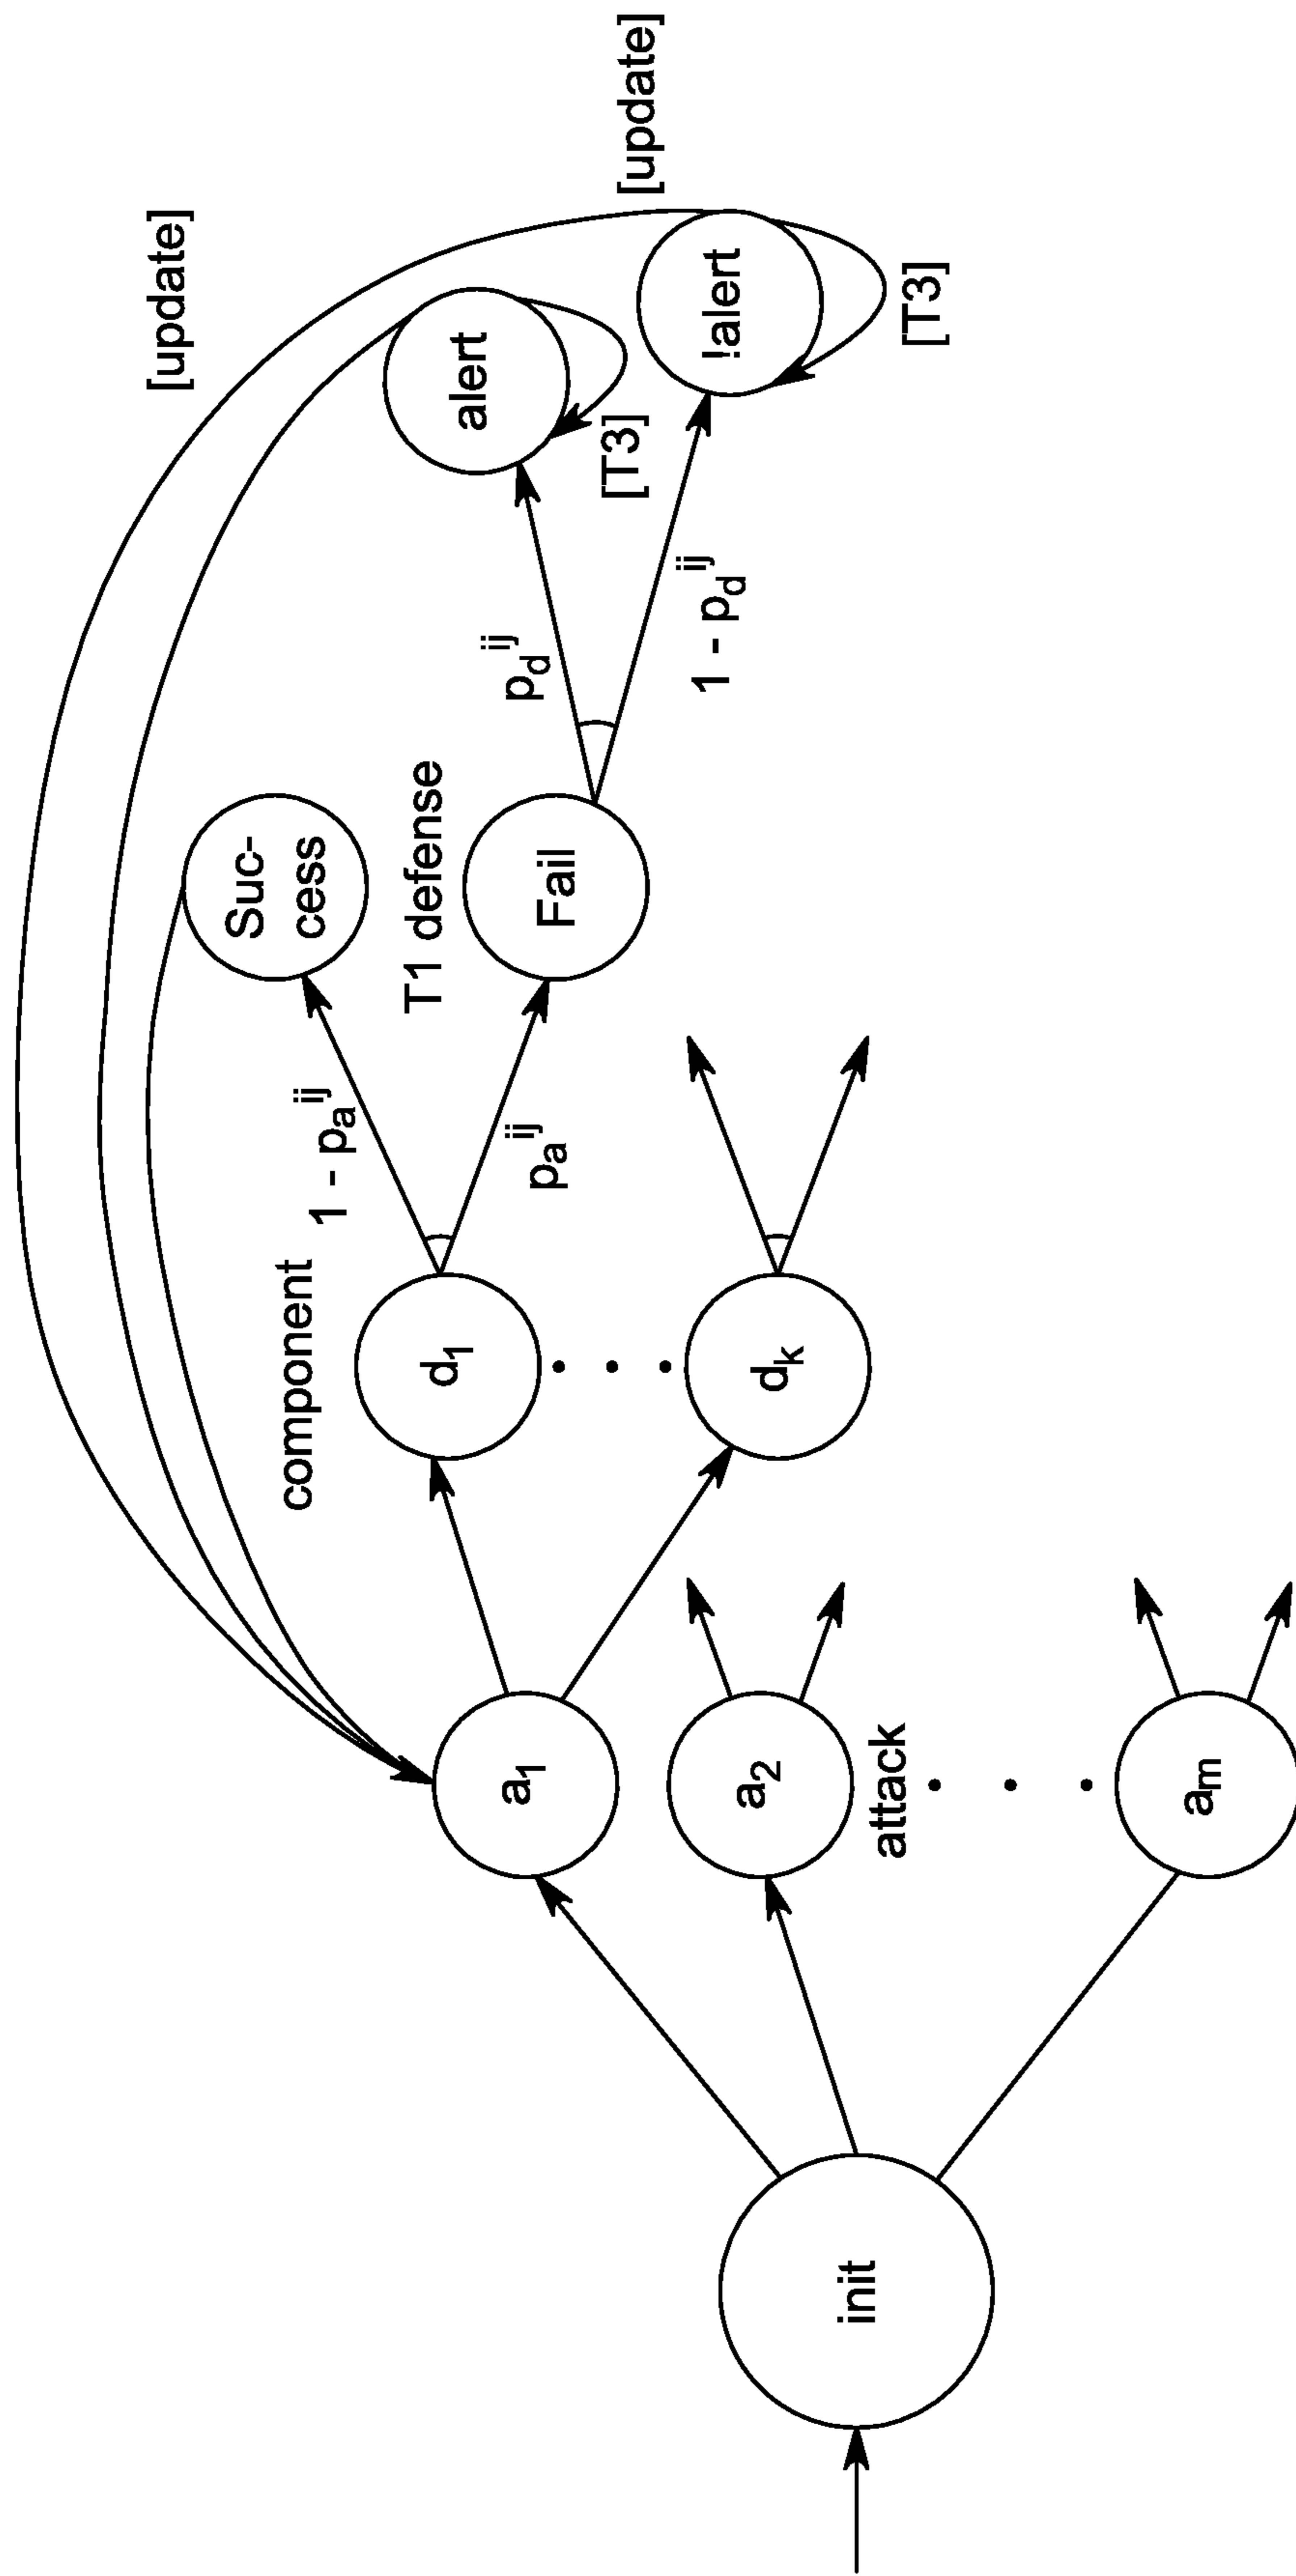 [update]
[update]
Suc-
cess
alert
[T3]
!alert
[T3]
component
1 - p_a^ij
p_a^ij
T1 defense
Fail
p_d^ij
1 - p_d^ij
d_1
d_k
a_1
a_2
attack
a_m
init